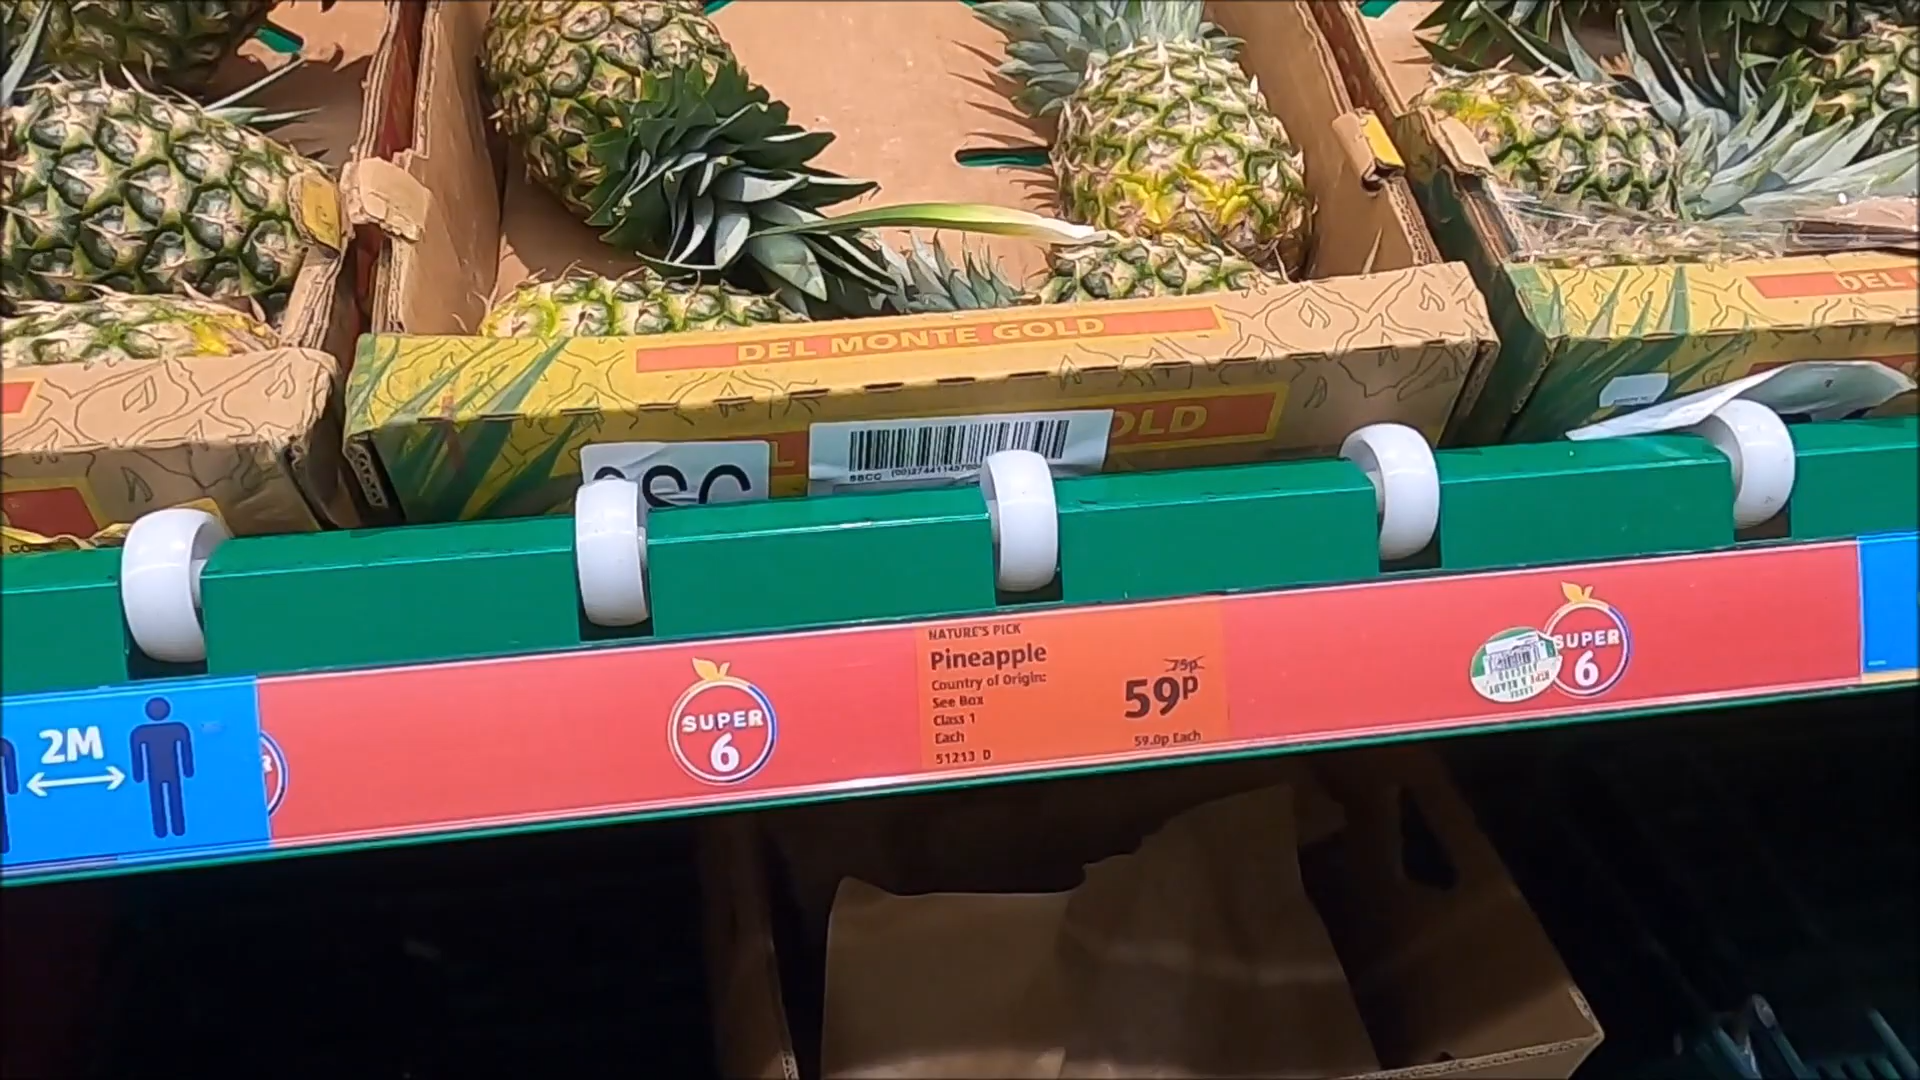 DEL MONTE GOLD
DEL
OLD
SSCC
NATURE'S PICK
Pineapple
Country of Origin:
See Box
Class 1
Each
51213 D
75p
59p
59.0p Each
SUPER
6
SUPER
6
2M
R